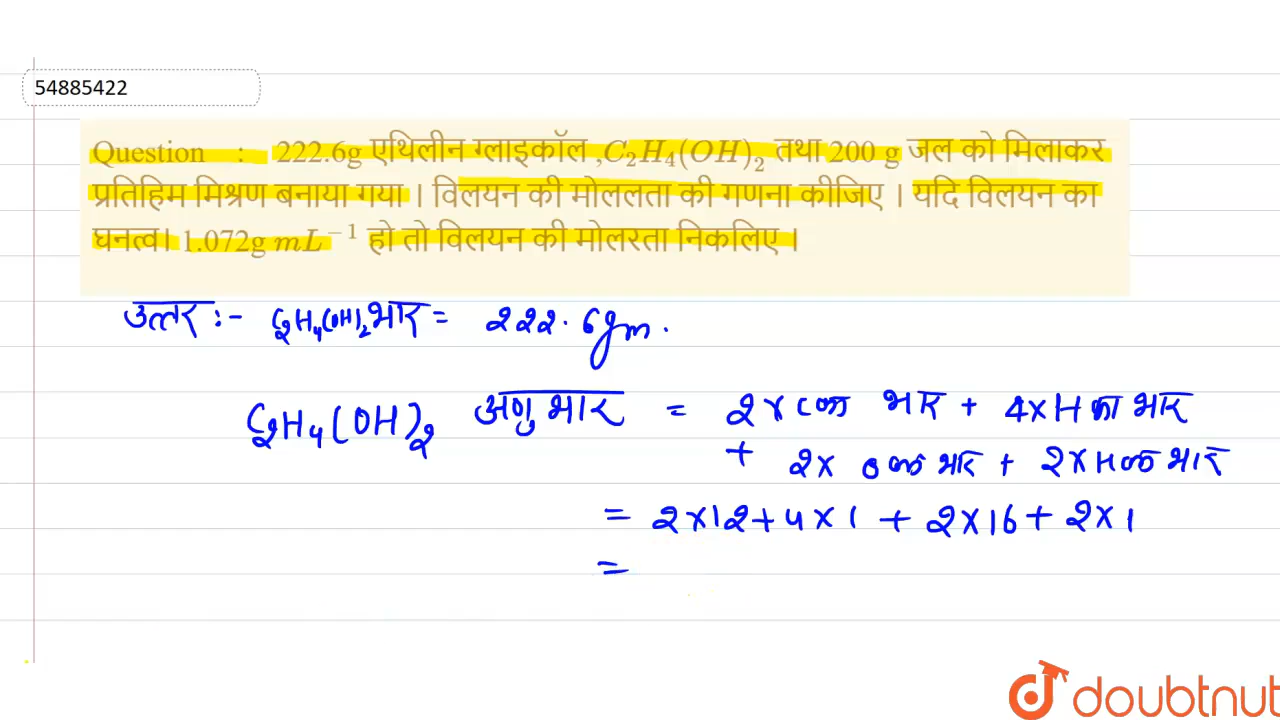 54885422
Question : 222.6g एथिलीन ग्लाइकॉल ,C₂H₄(OH)₂ तथा 200 g जल को मिलाकर
प्रतिहिम मिश्रण बनाया गया । विलयन की मोललता की गणना कीजिए । यदि विलयन का
घनत्व। 1.072g mL⁻¹ हो तो विलयन की मोलरता निकलिए ।
उत्तर :- C₂H₄(OH)₂ भार = 222.6gm.
C₂H₄(OH)₂ अणुभार = 2×C का भार + 4×H का भार
+ 2× O का भार + 2×H का भार
= 2×12+4×1 + 2×16+2×1
=
doubtnut